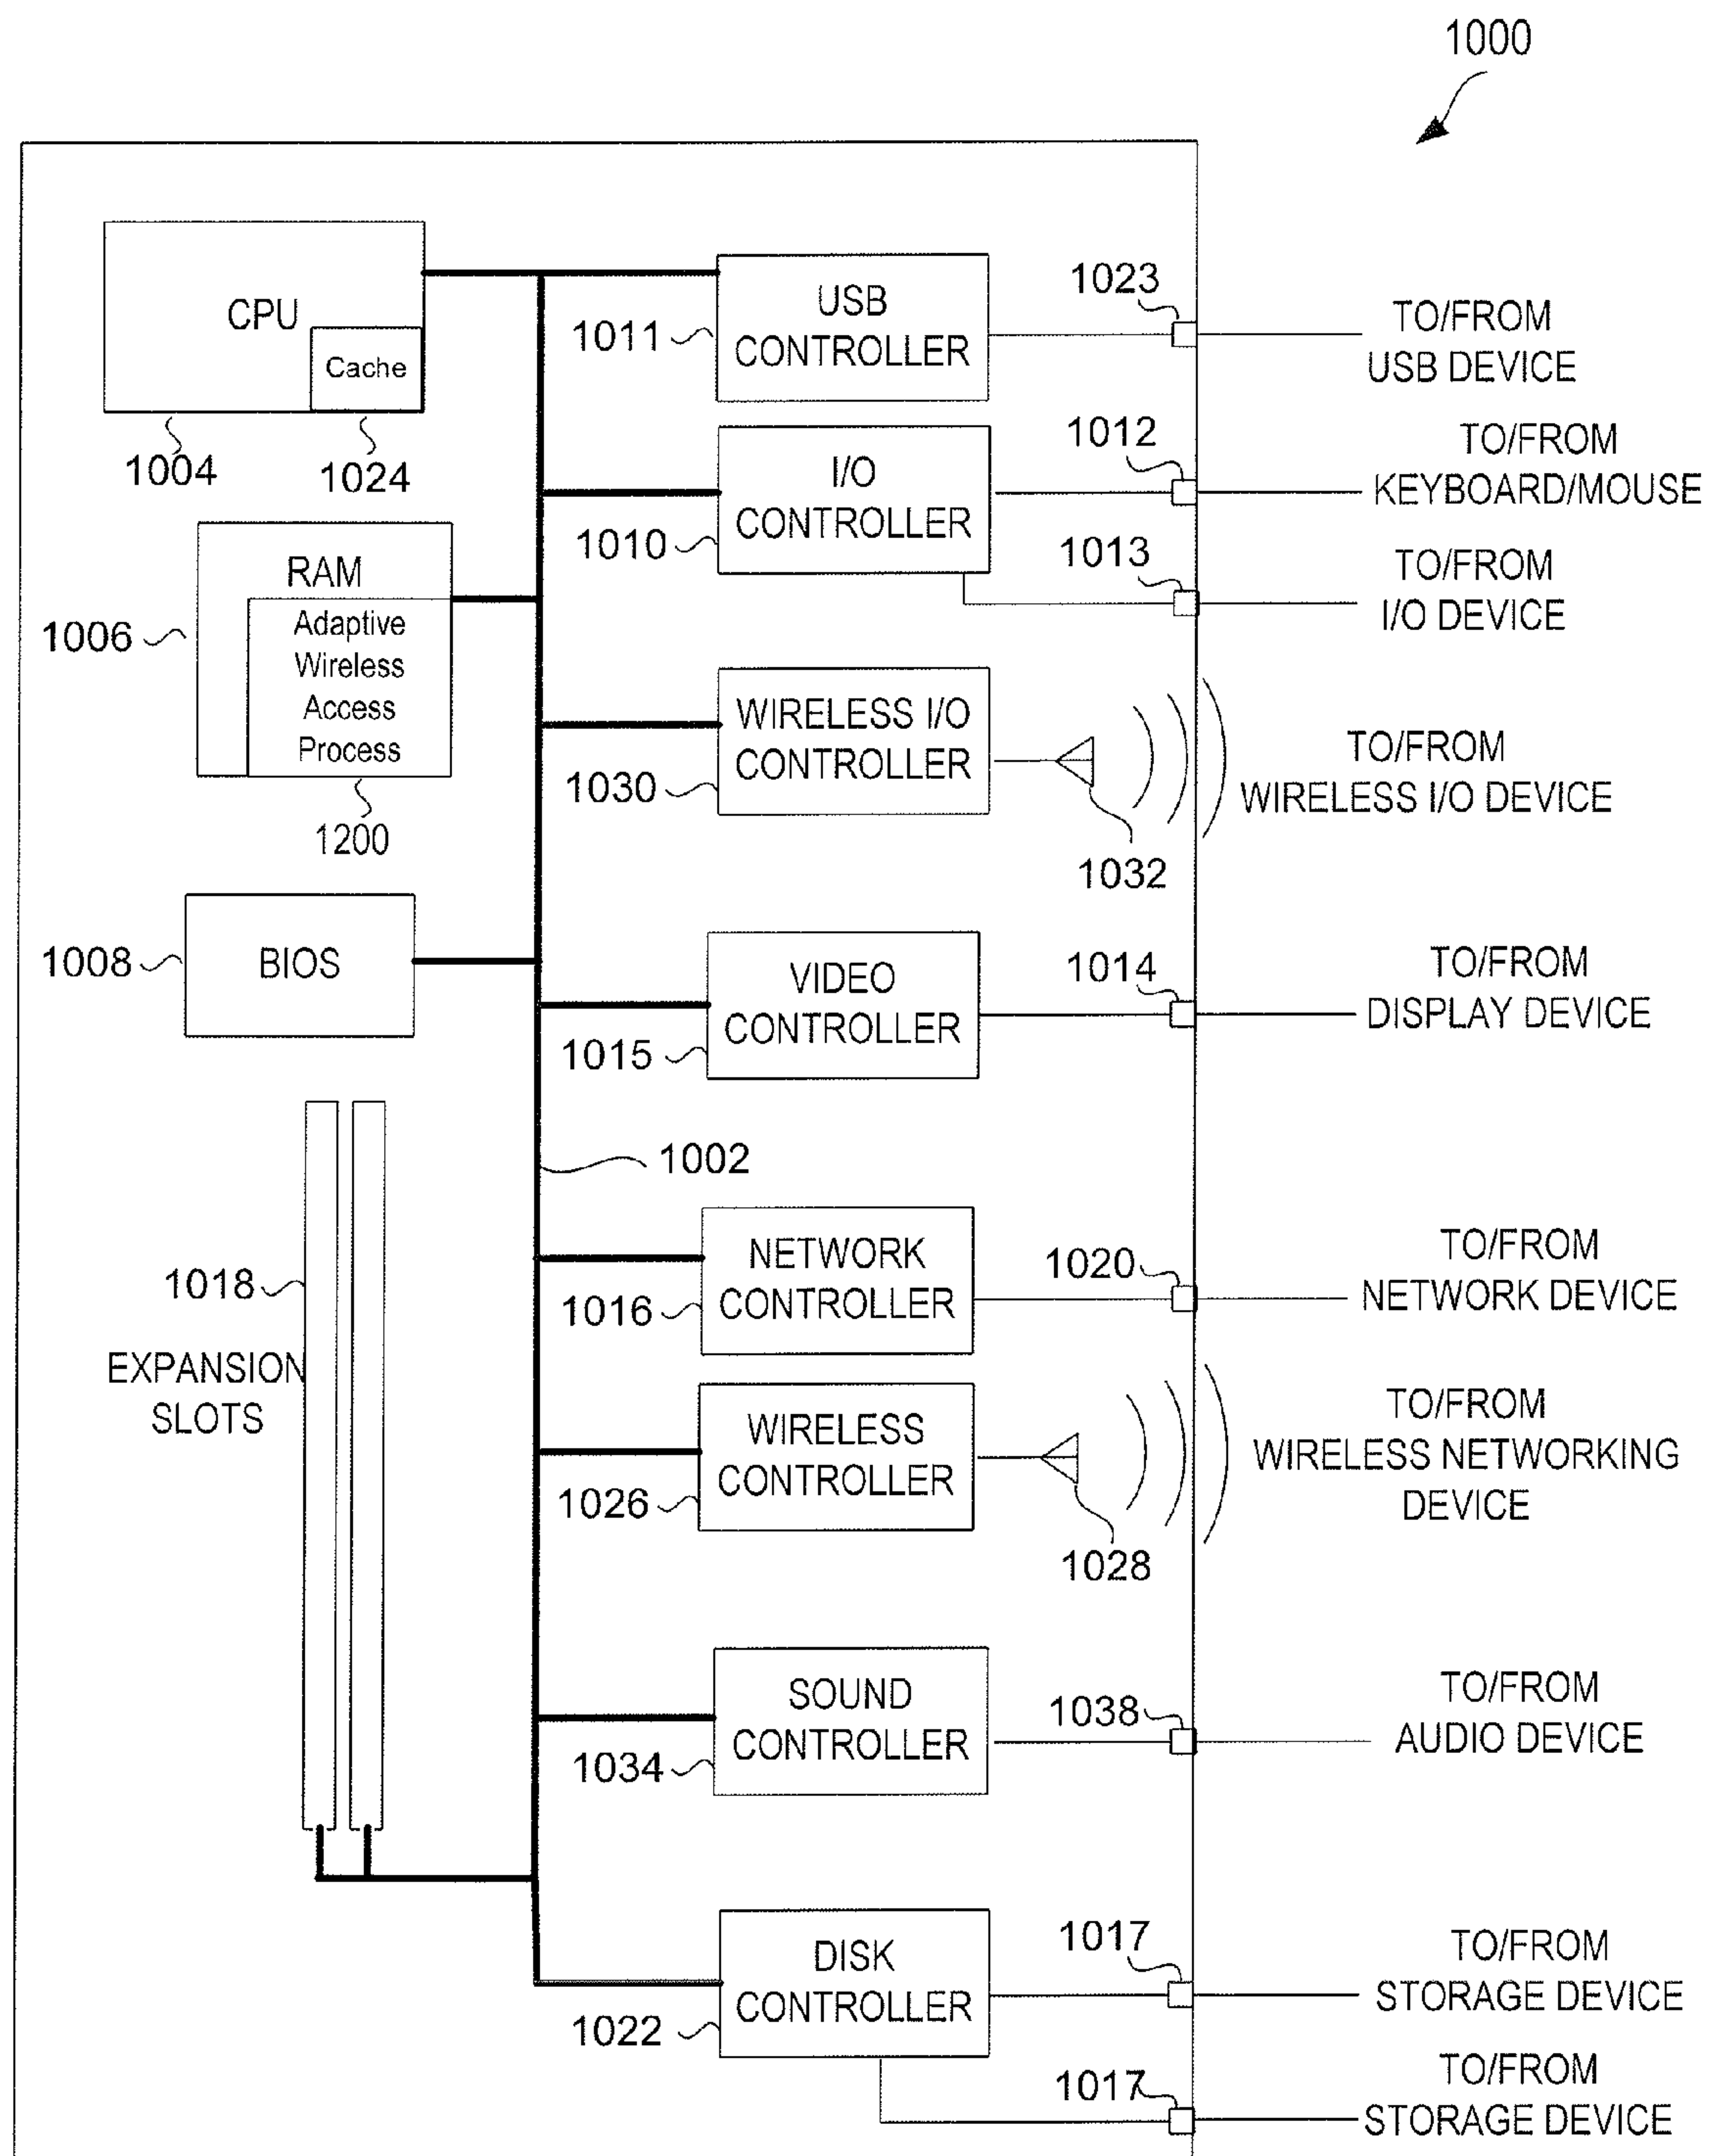 1000
CPU
Cache
1004
1024
USB
CONTROLLER
1011
1023
TO/FROM
USB DEVICE
I/O
CONTROLLER
1010
1012
TO/FROM
KEYBOARD/MOUSE
1013
TO/FROM
I/O DEVICE
RAM
Adaptive
Wireless
Access
Process
1006
1200
WIRELESS I/O
CONTROLLER
1030
1032
TO/FROM
WIRELESS I/O DEVICE
1008
BIOS
VIDEO
CONTROLLER
1015
1014
TO/FROM
DISPLAY DEVICE
1002
1018
EXPANSION
SLOTS
NETWORK
CONTROLLER
1016
1020
TO/FROM
NETWORK DEVICE
WIRELESS
CONTROLLER
1026
1028
TO/FROM
WIRELESS NETWORKING
DEVICE
SOUND
CONTROLLER
1034
1038
TO/FROM
AUDIO DEVICE
DISK
CONTROLLER
1022
1017
TO/FROM
STORAGE DEVICE
1017
TO/FROM
STORAGE DEVICE